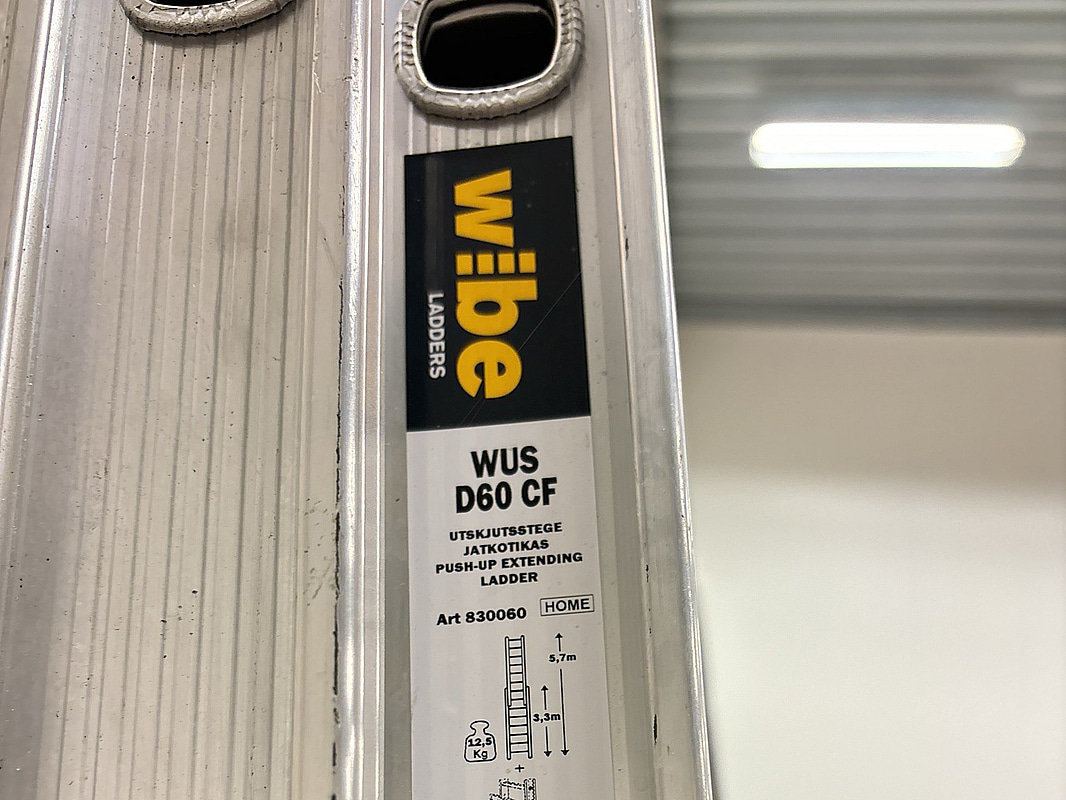 wibe
LADDERS
WUS
D60 CF
UTSKJUTSSTEGE
JATKOTIKAS
PUSH-UP EXTENDING
LADDER
Art 830060 HOME
5,7m
3,3m
12,5
Kg
+